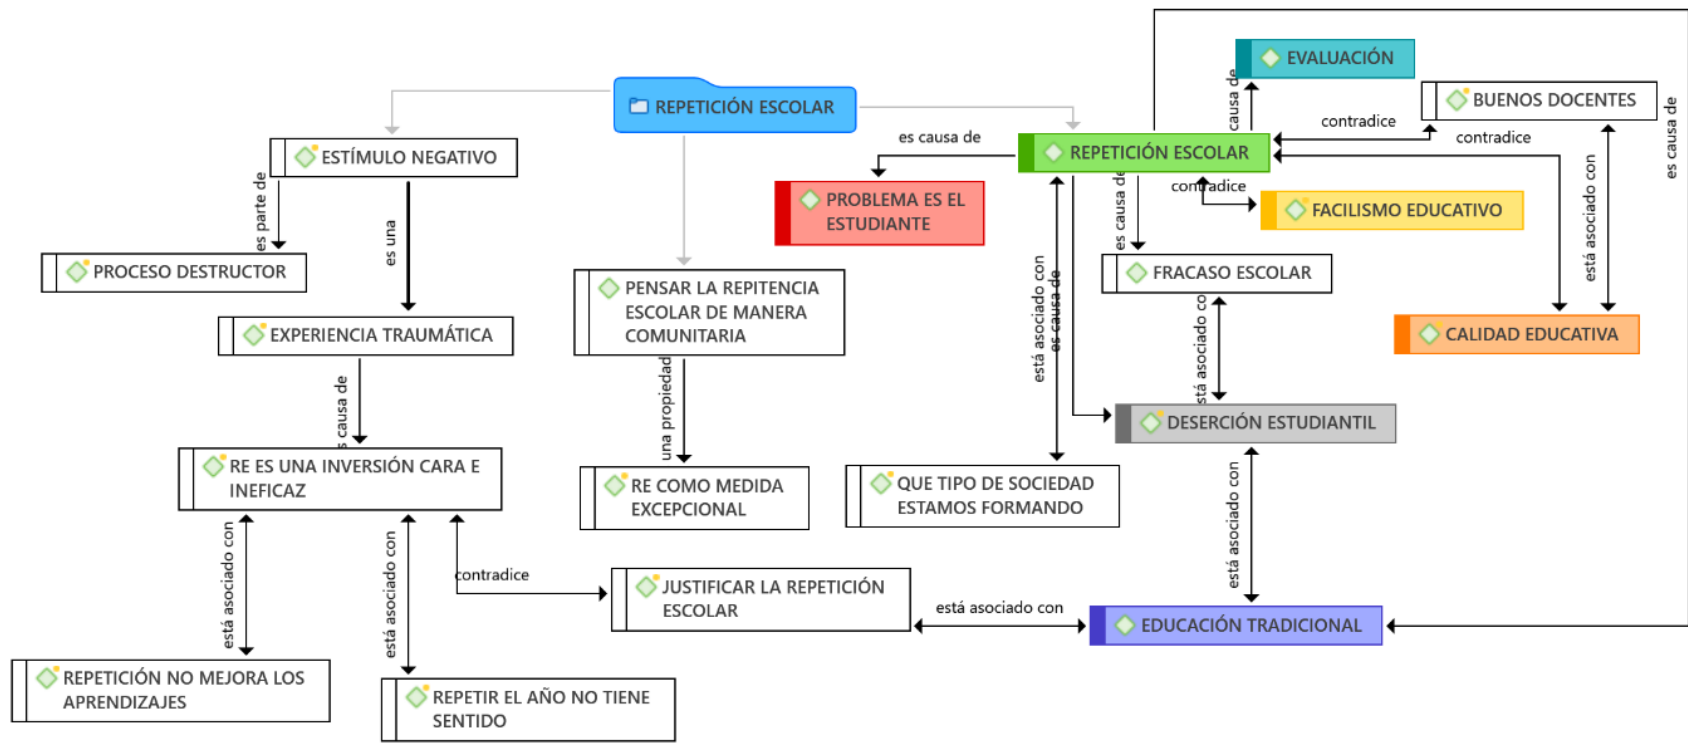 EVALUACIÓN
REPETICIÓN ESCOLAR
BUENOS DOCENTES
causa de
contradice
es causa de
contradice
es causa de
ESTÍMULO NEGATIVO
REPETICIÓN ESCOLAR
contradice
PROBLEMA ES EL
ESTUDIANTE
FACILISMO EDUCATIVO
es parte de
es una
es causa de
está asociado con
PROCESO DESTRUCTOR
PENSAR LA REPITENCIA
ESCOLAR DE MANERA
COMUNITARIA
FRACASO ESCOLAR
está asociado con
es causa de
EXPERIENCIA TRAUMÁTICA
CALIDAD EDUCATIVA
stá asociado co
s causa de
una propiedad
DESERCIÓN ESTUDIANTIL
RE ES UNA INVERSIÓN CARA E
INEFICAZ
RE COMO MEDIDA
EXCEPCIONAL
QUE TIPO DE SOCIEDAD
ESTAMOS FORMANDO
está asociado con
está asociado con
está asociado con
contradice
JUSTIFICAR LA REPETICIÓN
ESCOLAR
está asociado con
EDUCACIÓN TRADICIONAL
REPETICIÓN NO MEJORA LOS
APRENDIZAJES
REPETIR EL AÑO NO TIENE
SENTIDO